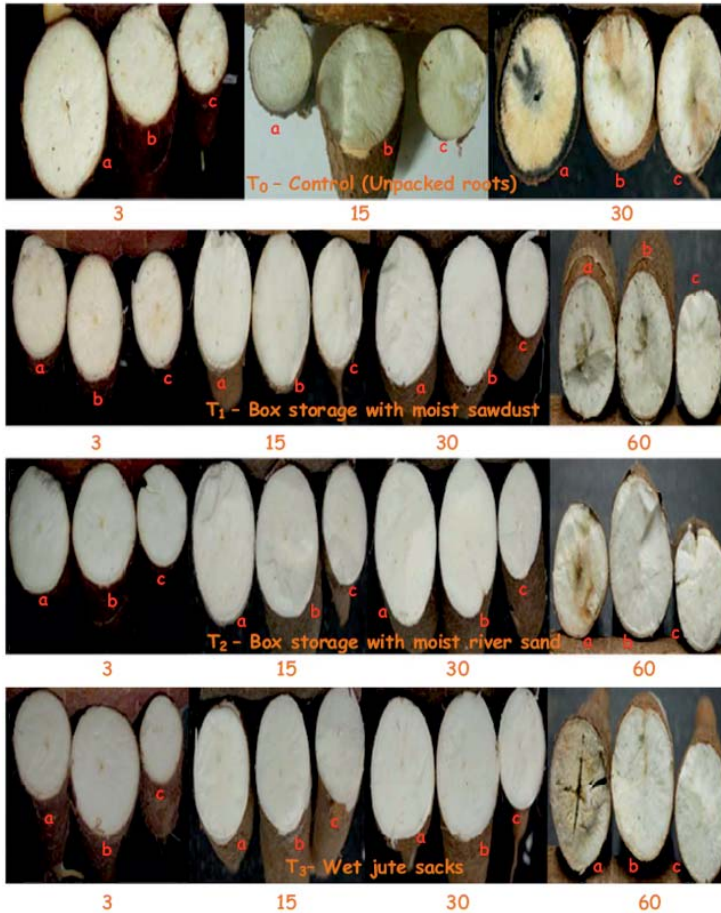 a b c a b c a b c
T₀ – Control (Unpacked roots)
3 15 30
a b c a b c a b c a b c
T₁ – Box storage with moist sawdust
3 15 30 60
a b c a b c a b c a b c
T₂ – Box storage with moist river sand
3 15 30 60
a b c a b c a b c a b c
T₃– Wet jute sacks
3 15 30 60